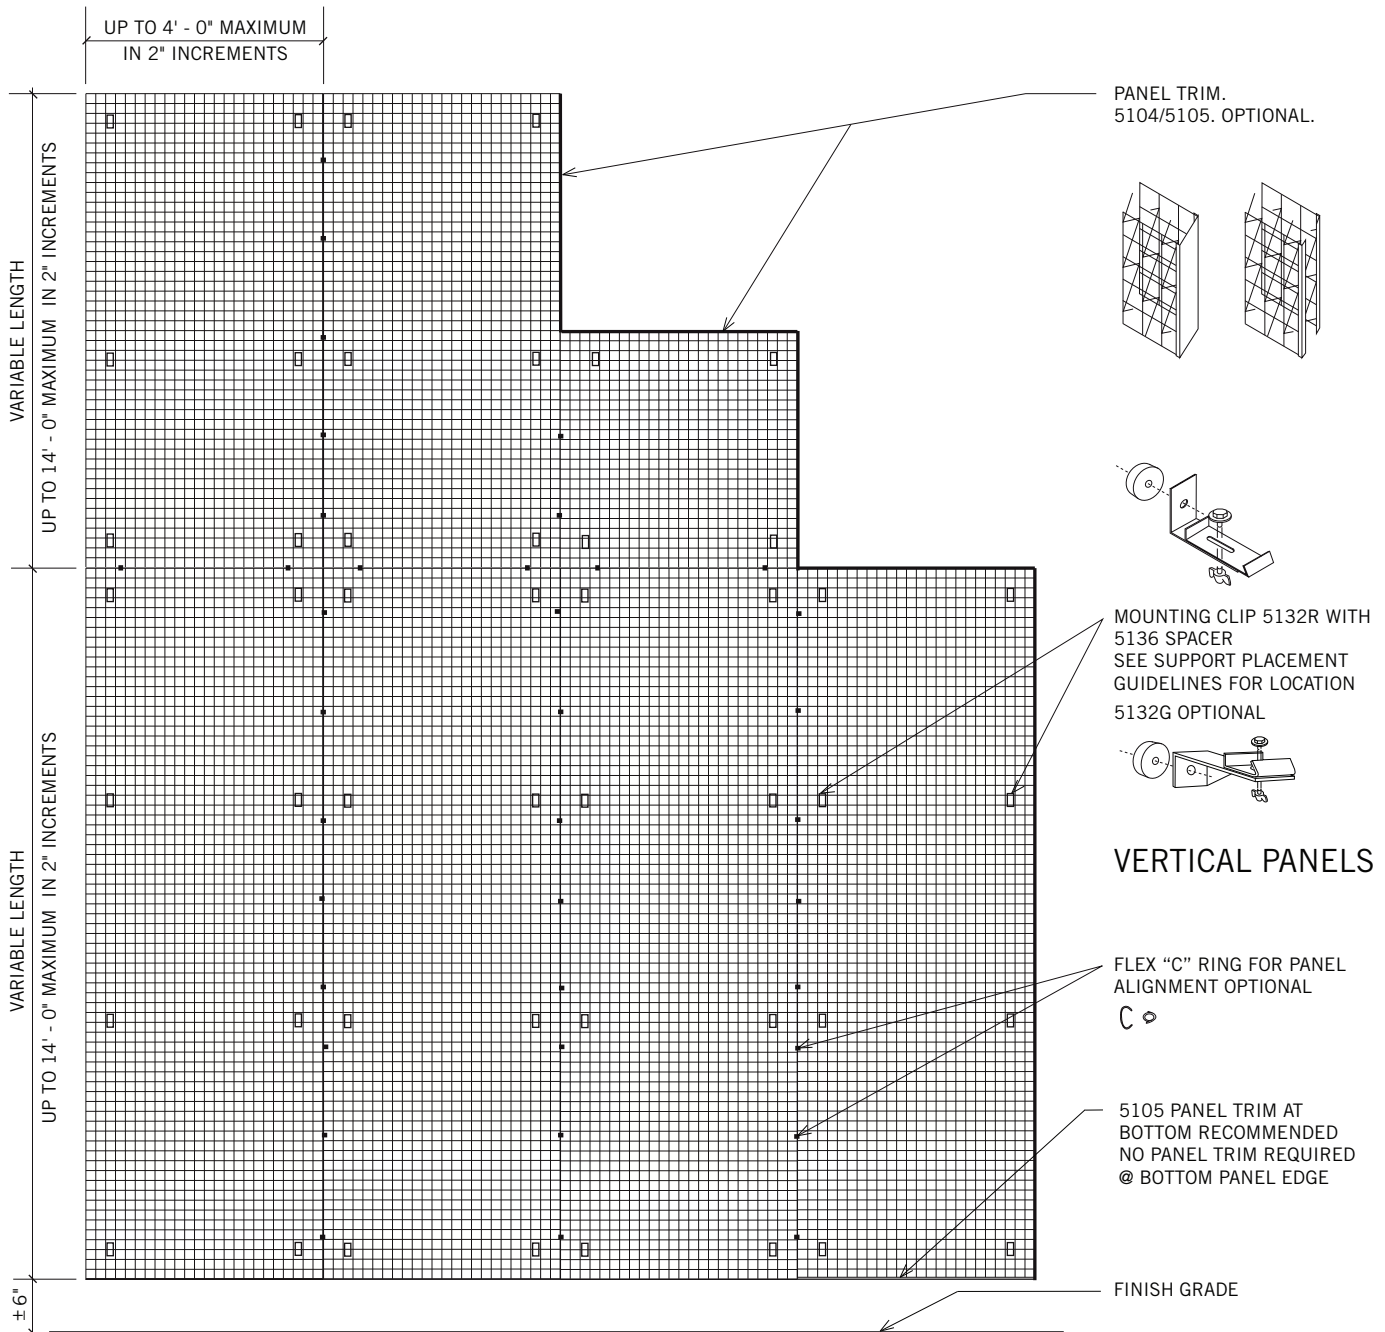 UP TO 4' - 0" MAXIMUM
IN 2" INCREMENTS
PANEL TRIM.
5104/5105. OPTIONAL.
VARIABLE LENGTH
UP TO 14' - 0" MAXIMUM IN 2" INCREMENTS
MOUNTING CLIP 5132R WITH
5136 SPACER
SEE SUPPORT PLACEMENT
GUIDELINES FOR LOCATION
5132G OPTIONAL
VERTICAL PANELS
VARIABLE LENGTH
UP TO 14' - 0" MAXIMUM IN 2" INCREMENTS
FLEX “C” RING FOR PANEL
ALIGNMENT OPTIONAL
5105 PANEL TRIM AT
BOTTOM RECOMMENDED
NO PANEL TRIM REQUIRED
@ BOTTOM PANEL EDGE
FINISH GRADE
±6"